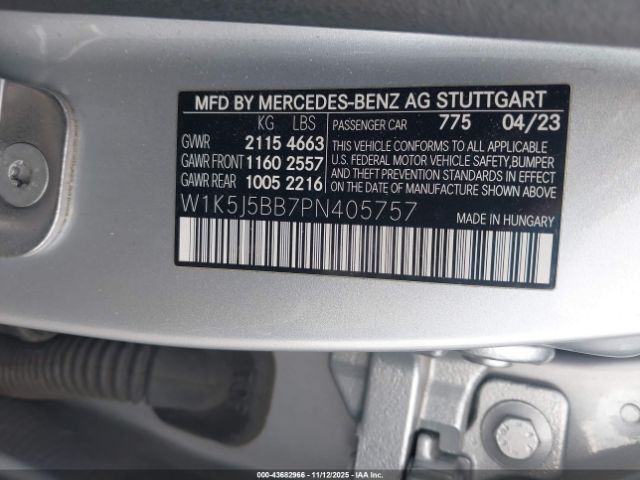 MFD BY MERCEDES-BENZ AG STUTTGART
KG LBS PASSENGER CAR 775 04/23
GVWR 2115 4663
GAWR FRONT 1160 2557
GAWR REAR 1005 2216
THIS VEHICLE CONFORMS TO ALL APPLICABLE
U.S. FEDERAL MOTOR VEHICLE SAFETY, BUMPER
AND THEFT PREVENTION STANDARDS IN EFFECT
ON THE DATE OF MANUFACTURE SHOWN ABOVE.
W1K5J5BB7PN405757
MADE IN HUNGARY
000-43682966 - 11/12/2025 - Copyright © IAA, Inc.